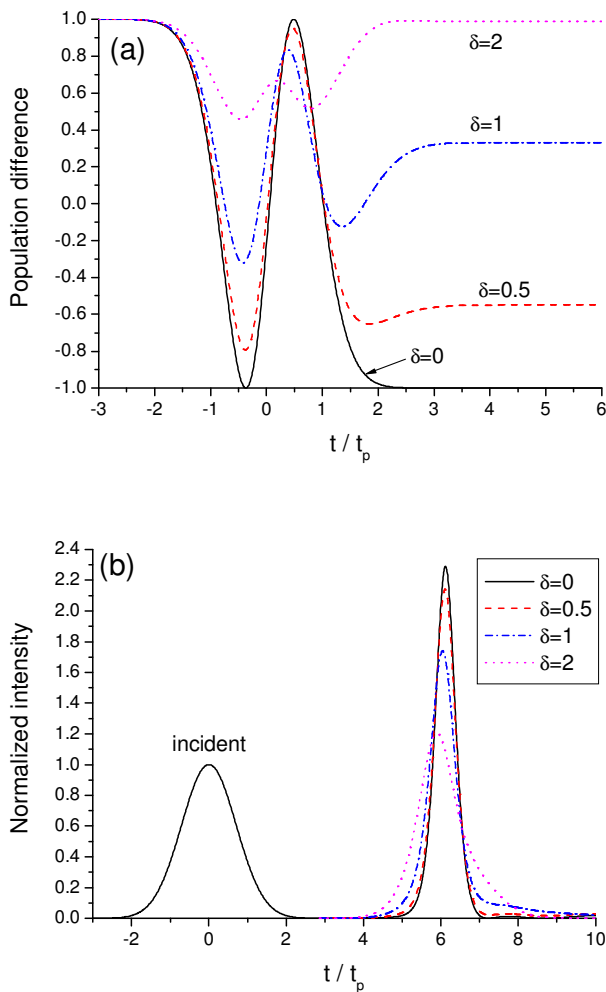 (a)
Population difference
1.0
0.8
0.6
0.4
0.2
0.0
-0.2
-0.4
-0.6
-0.8
-1.0
δ=2
δ=1
δ=0.5
δ=0
-3 -2 -1 0 1 2 3 4 5 6
t / tp
(b)
Normalized intensity
2.4
2.2
2.0
1.8
1.6
1.4
1.2
1.0
0.8
0.6
0.4
0.2
0.0
incident
δ=0
δ=0.5
δ=1
δ=2
-2 0 2 4 6 8 10
t / tp